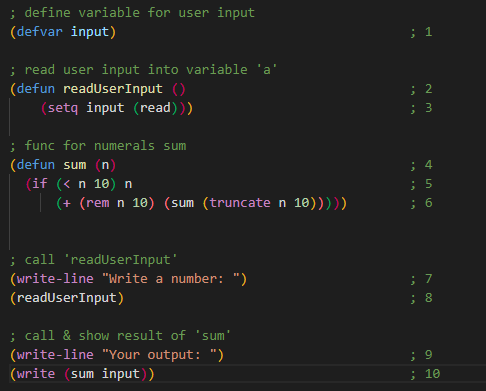 ; define variable for user input
(defvar input) ; 1
; read user input into variable 'a'
(defun readUserInput () ; 2
(setq input (read))) ; 3
; func for numerals sum
(defun sum (n) ; 4
(if (< n 10) n ; 5
(+ (rem n 10) (sum (truncate n 10))))) ; 6
; call 'readUserInput'
(write-line "Write a number: ") ; 7
(readUserInput) ; 8
; call & show result of 'sum'
(write-line "Your output: ") ; 9
(write (sum input)) ; 10